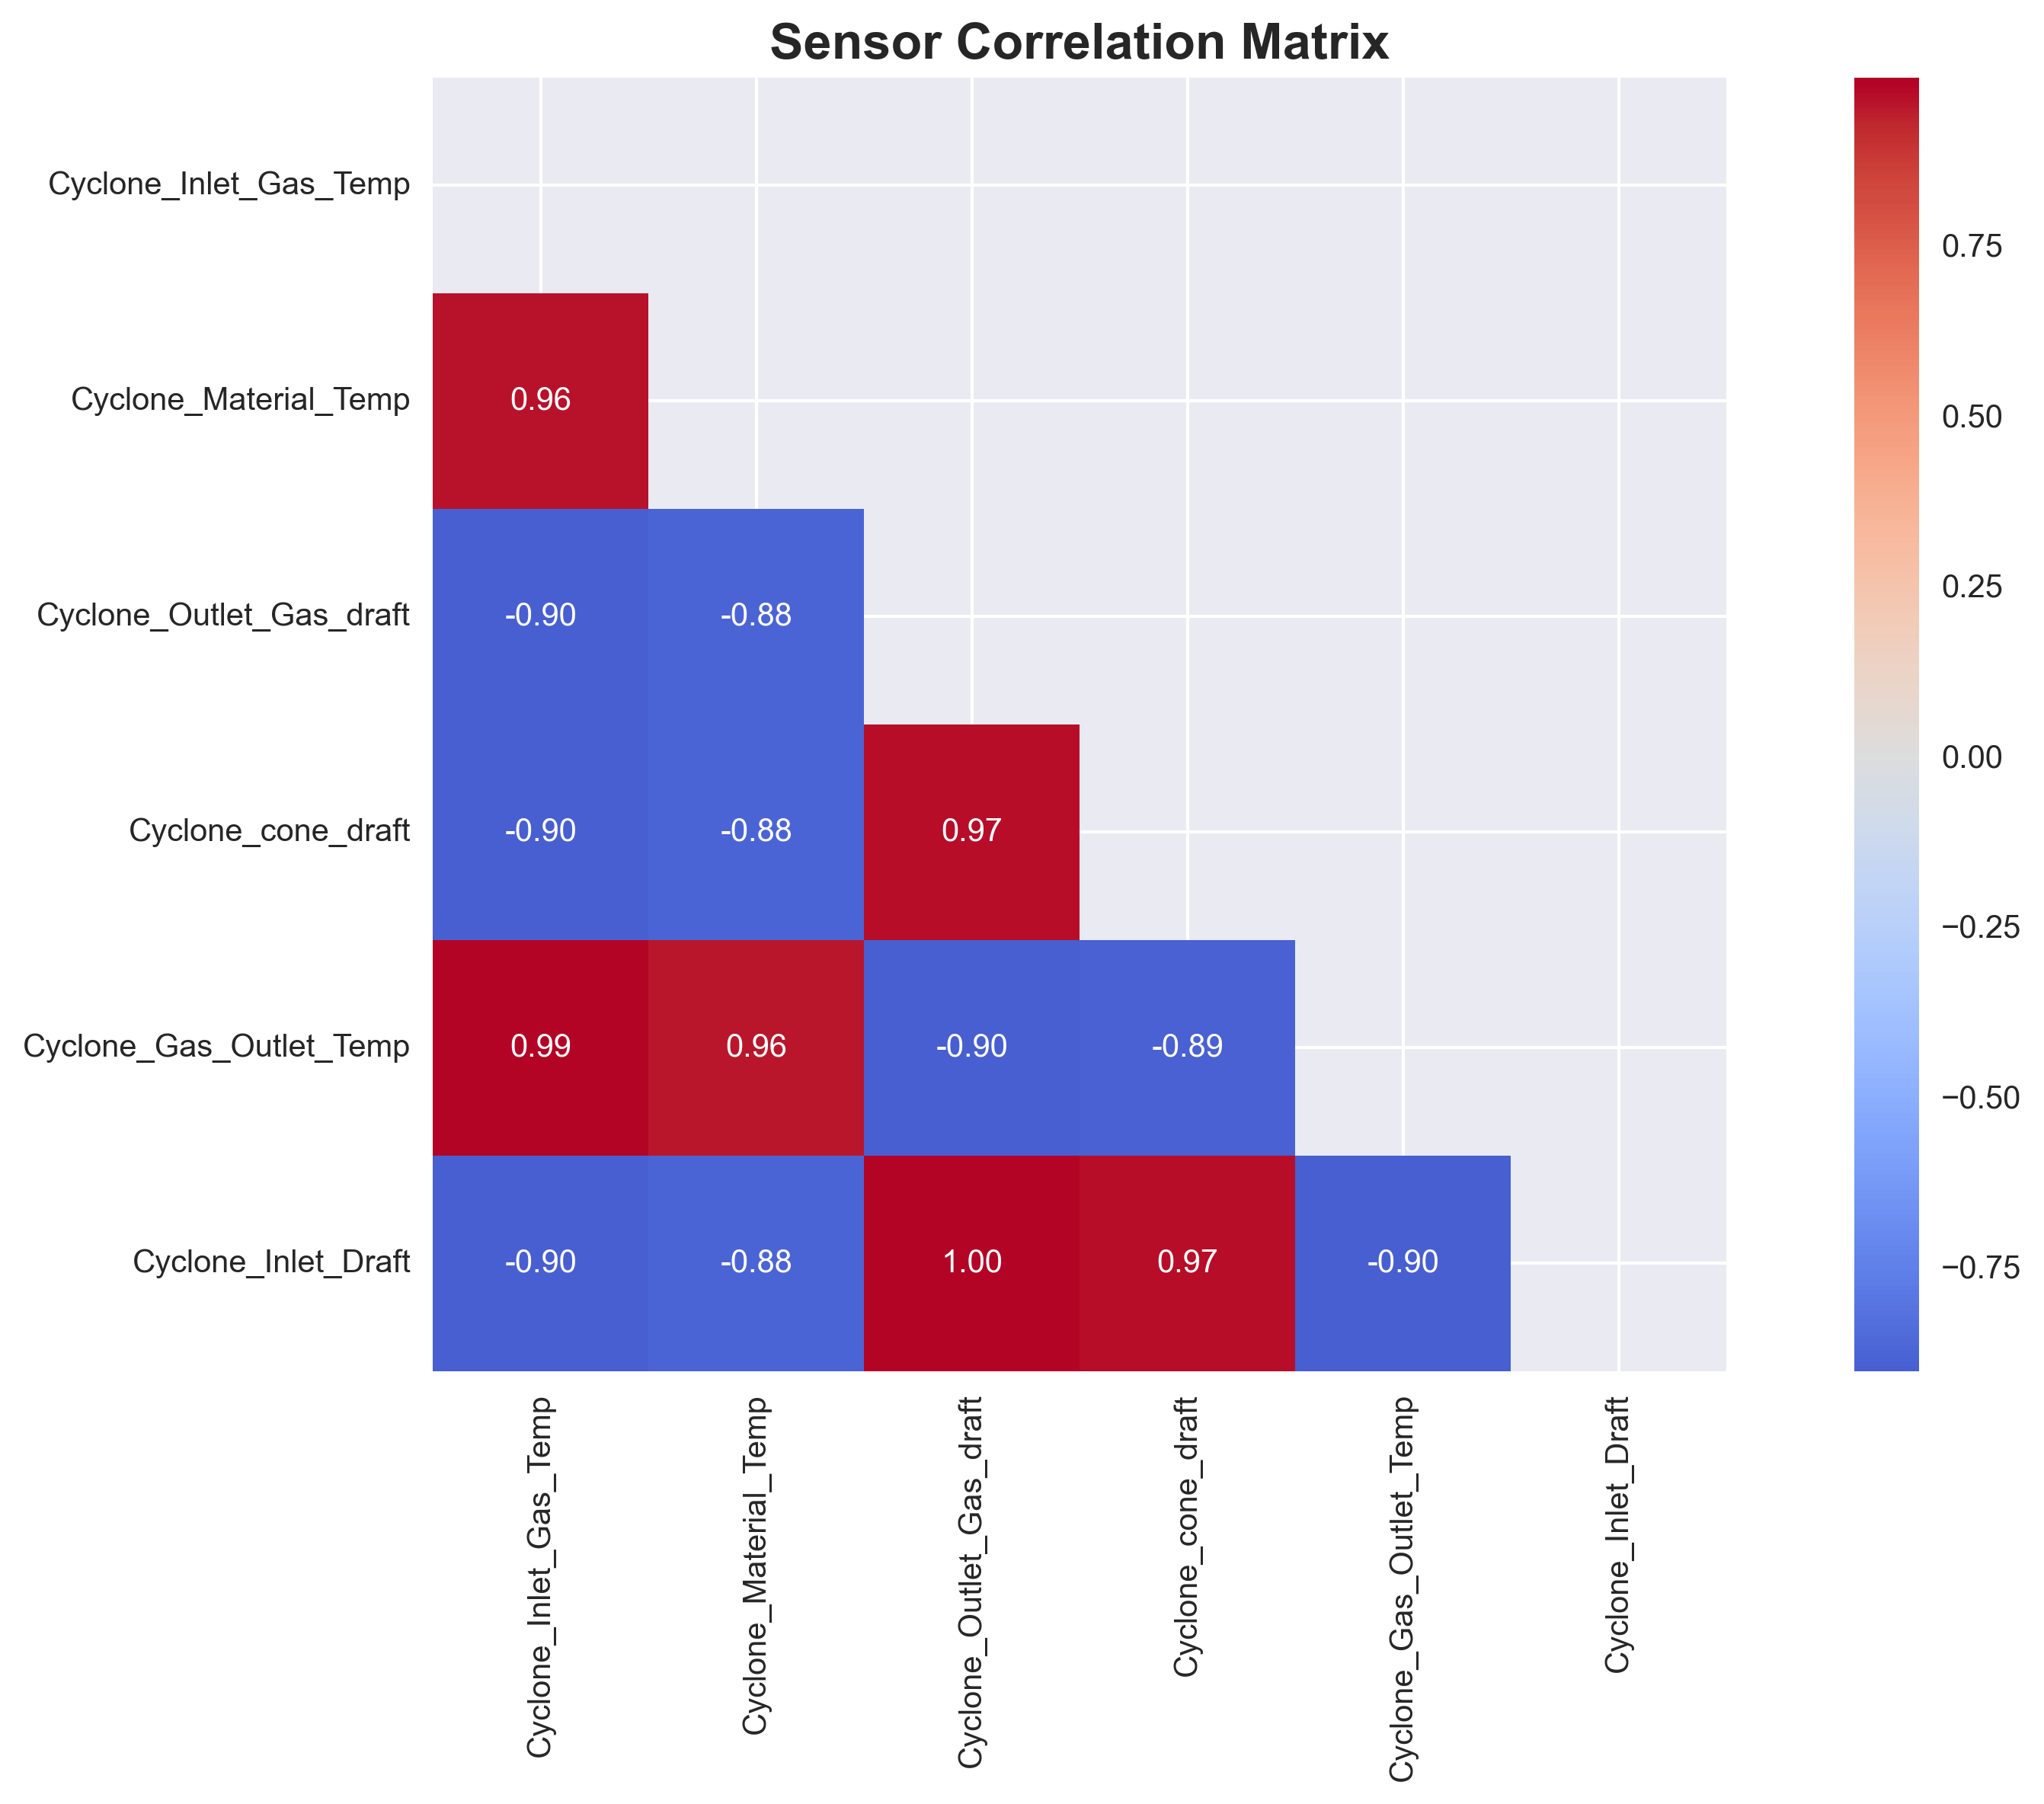 Sensor Correlation Matrix
Cyclone_Inlet_Gas_Temp
Cyclone_Material_Temp
0.96
Cyclone_Outlet_Gas_draft
-0.90 -0.88
Cyclone_cone_draft
-0.90 -0.88 0.97
Cyclone_Gas_Outlet_Temp
0.99 0.96 -0.90 -0.89
Cyclone_Inlet_Draft
-0.90 -0.88 1.00 0.97 -0.90
Cyclone_Inlet_Gas_Temp
Cyclone_Material_Temp
Cyclone_Outlet_Gas_draft
Cyclone_cone_draft
Cyclone_Gas_Outlet_Temp
Cyclone_Inlet_Draft
0.75
0.50
0.25
0.00
−0.25
−0.50
−0.75